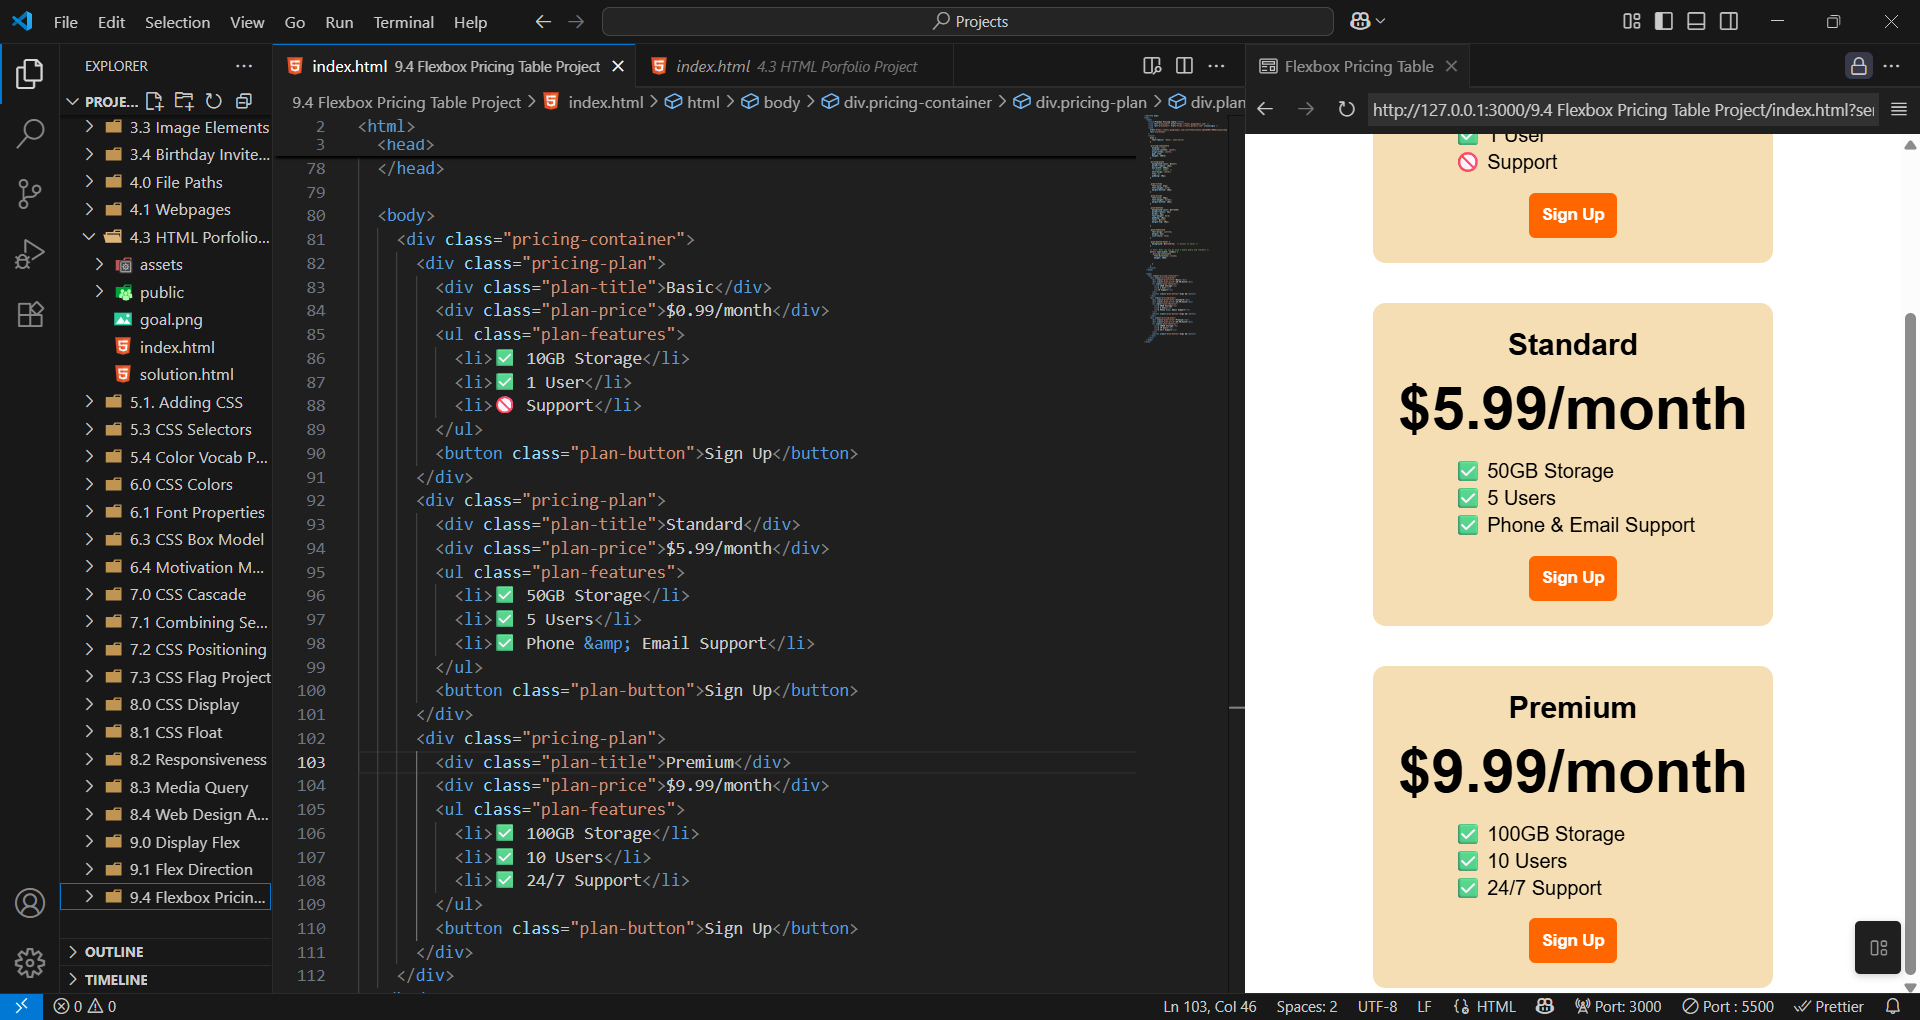 File Edit Selection View Go Run Terminal Help
Projects
EXPLORER
PROJE...
3.3 Image Elements
3.4 Birthday Invite...
4.0 File Paths
4.1 Webpages
4.3 HTML Porfolio...
assets
public
goal.png
index.html
solution.html
5.1. Adding CSS
5.3 CSS Selectors
5.4 Color Vocab P...
6.0 CSS Colors
6.1 Font Properties
6.3 CSS Box Model
6.4 Motivation M...
7.0 CSS Cascade
7.1 Combining Se...
7.2 CSS Positioning
7.3 CSS Flag Project
8.0 CSS Display
8.1 CSS Float
8.2 Responsiveness
8.3 Media Query
8.4 Web Design A...
9.0 Display Flex
9.1 Flex Direction
9.4 Flexbox Pricin...
OUTLINE
TIMELINE
index.html 9.4 Flexbox Pricing Table Project
index.html 4.3 HTML Porfolio Project
9.4 Flexbox Pricing Table Project > index.html > html > body > div.pricing-container > div.pricing-plan > div.plan
2 <html>
3 <head>
78 </head>
79
80 <body>
81 <div class="pricing-container">
82 <div class="pricing-plan">
83 <div class="plan-title">Basic</div>
84 <div class="plan-price">$0.99/month</div>
85 <ul class="plan-features">
86 <li>✅ 10GB Storage</li>
87 <li>✅ 1 User</li>
88 <li>🚫 Support</li>
89 </ul>
90 <button class="plan-button">Sign Up</button>
91 </div>
92 <div class="pricing-plan">
93 <div class="plan-title">Standard</div>
94 <div class="plan-price">$5.99/month</div>
95 <ul class="plan-features">
96 <li>✅ 50GB Storage</li>
97 <li>✅ 5 Users</li>
98 <li>✅ Phone &amp; Email Support</li>
99 </ul>
100 <button class="plan-button">Sign Up</button>
101 </div>
102 <div class="pricing-plan">
103 <div class="plan-title">Premium</div>
104 <div class="plan-price">$9.99/month</div>
105 <ul class="plan-features">
106 <li>✅ 100GB Storage</li>
107 <li>✅ 10 Users</li>
108 <li>✅ 24/7 Support</li>
109 </ul>
110 <button class="plan-button">Sign Up</button>
111 </div>
112 </div>
Flexbox Pricing Table
http://127.0.0.1:3000/9.4 Flexbox Pricing Table Project/index.html?se
✅ 1 User
🚫 Support
Sign Up
Standard
$5.99/month
✅ 50GB Storage
✅ 5 Users
✅ Phone & Email Support
Sign Up
Premium
$9.99/month
✅ 100GB Storage
✅ 10 Users
✅ 24/7 Support
Sign Up
0 0
Ln 103, Col 46 Spaces: 2 UTF-8 LF {} HTML Port: 3000 Port : 5500 Prettier